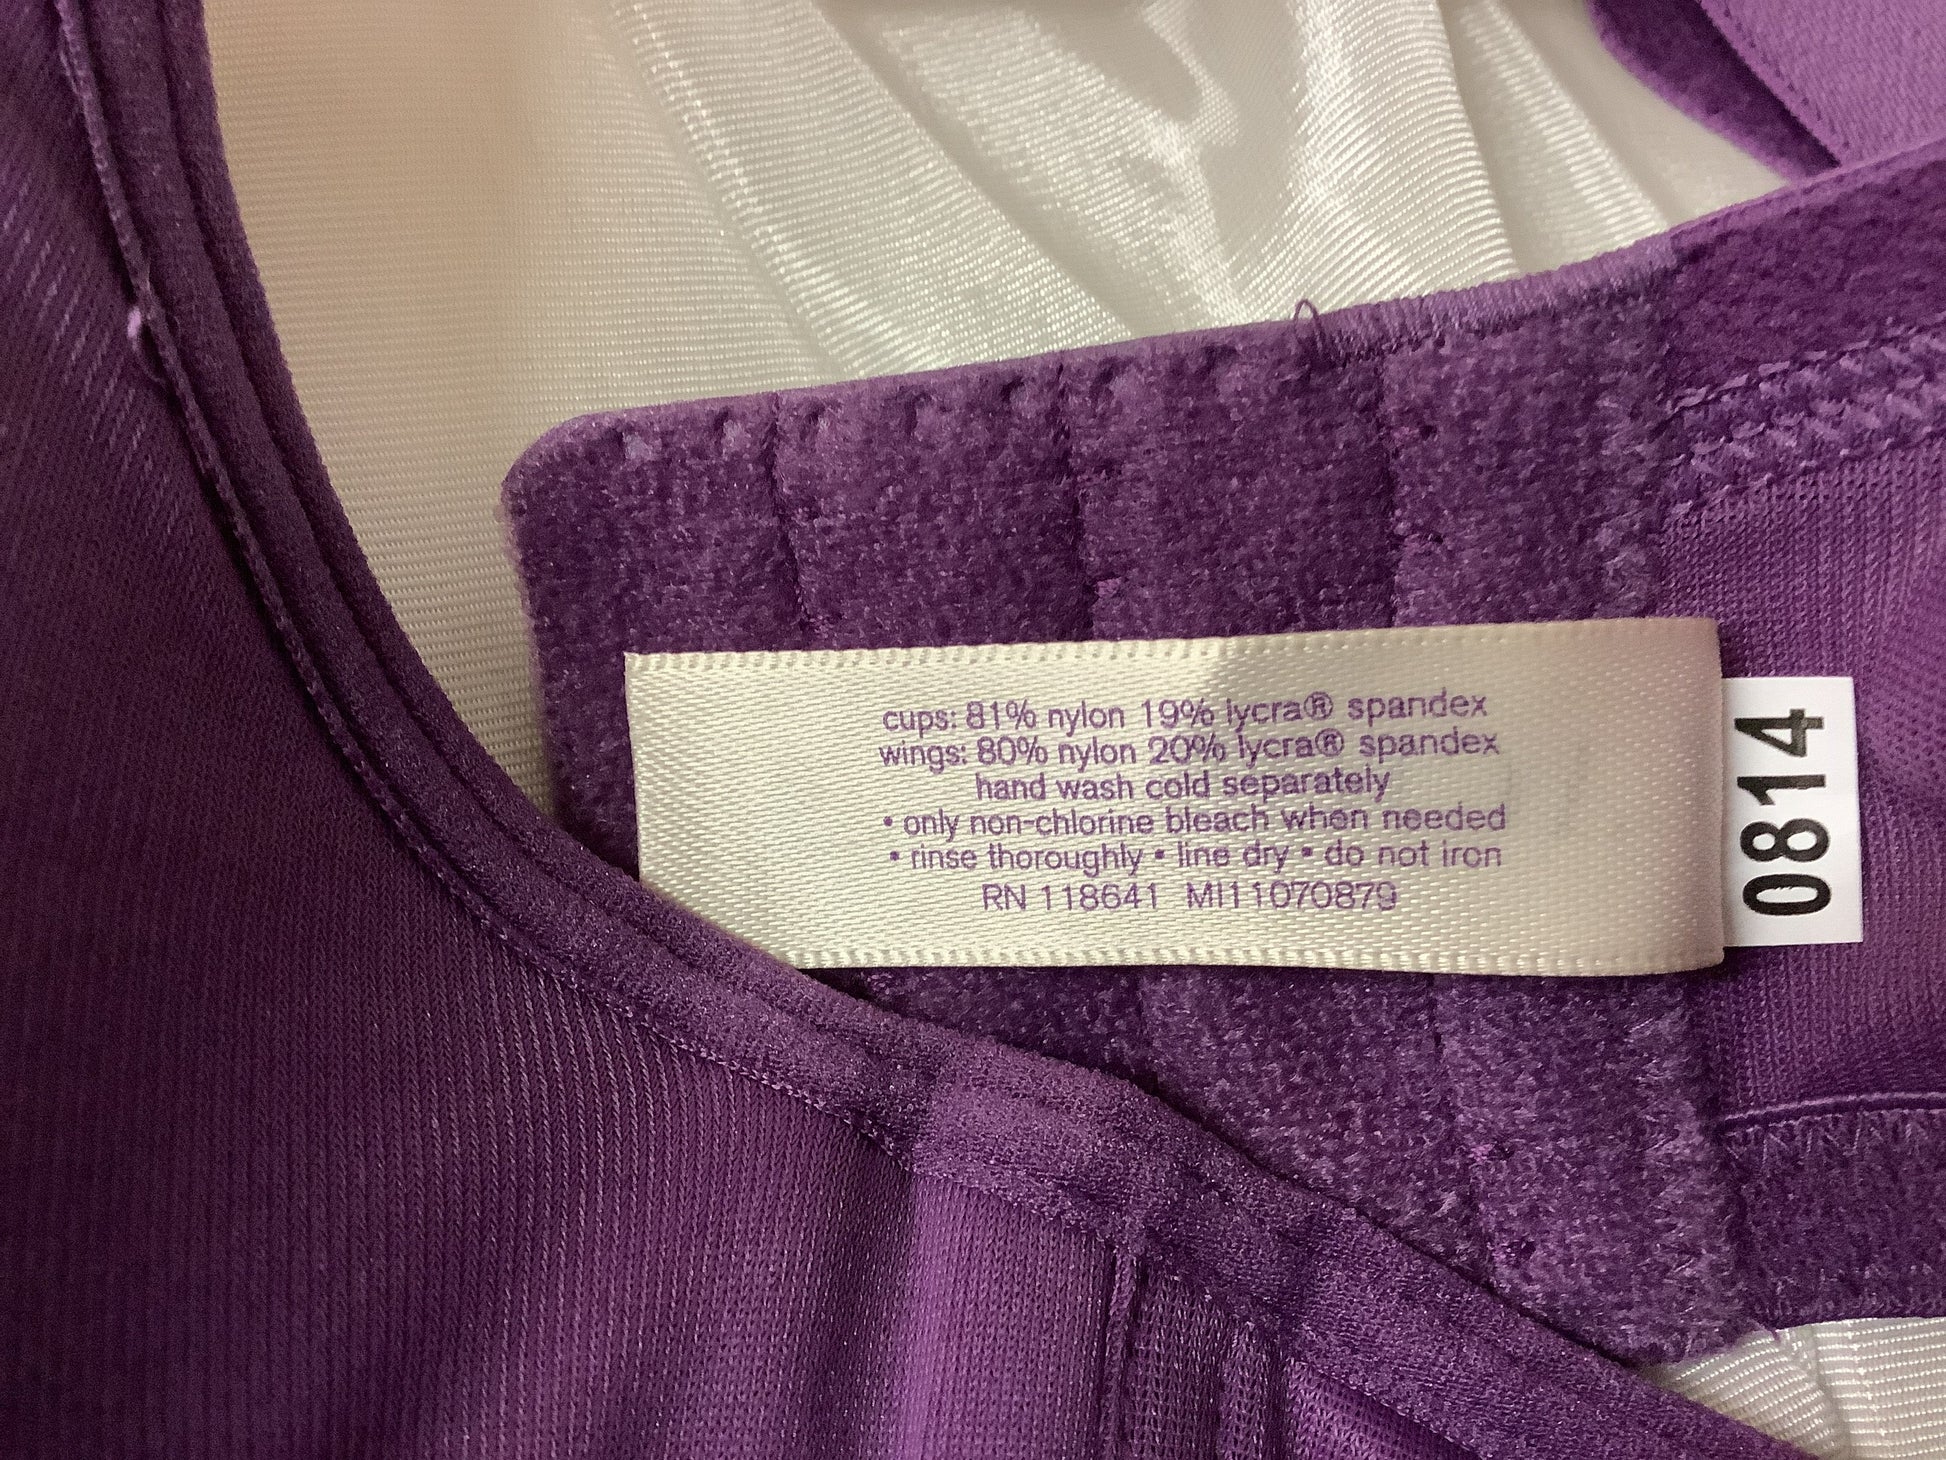 cups: 81% nylon 19% lycra® spandex
wings: 80% nylon 20% lycra® spandex
hand wash cold separately
• only non-chlorine bleach when needed
• rinse thoroughly • line dry • do not iron
RN 118641 MI11070879
0814